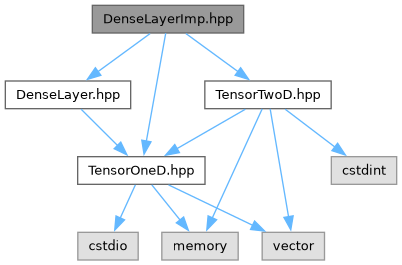 DenseLayerImp.hpp
DenseLayer.hpp
TensorTwoD.hpp
TensorOneD.hpp
cstdint
cstdio
memory
vector